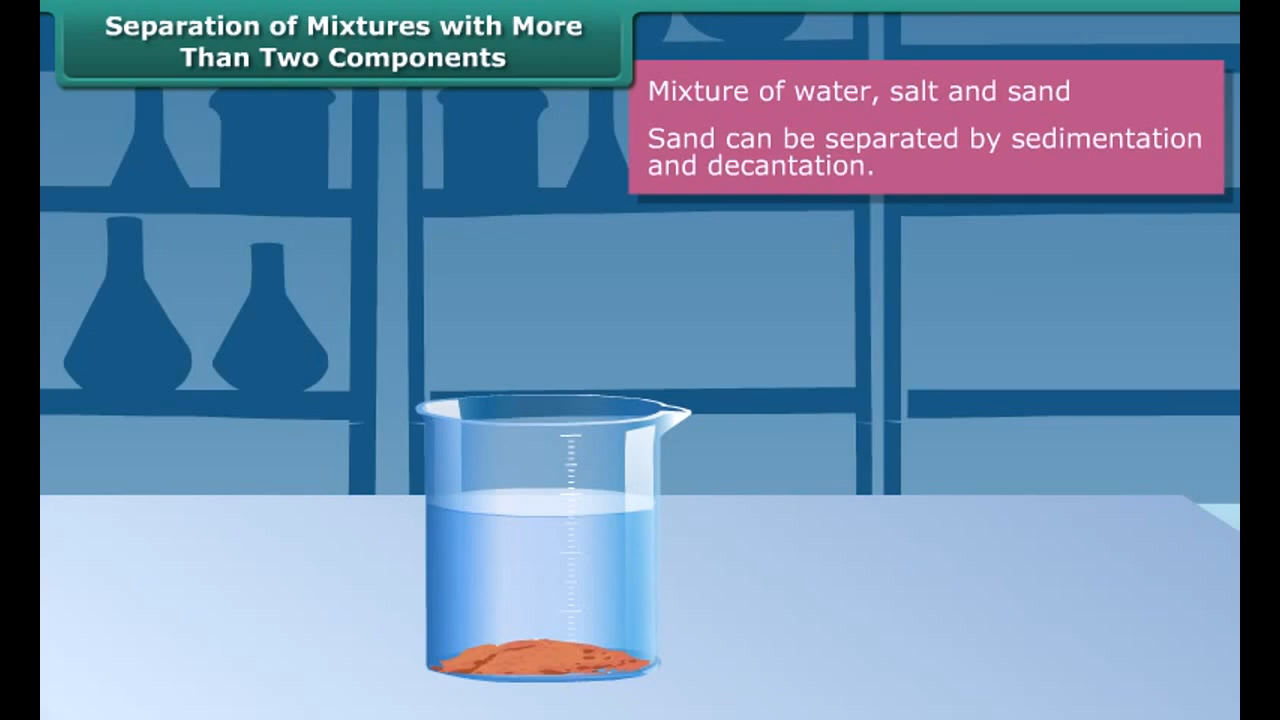 Separation of Mixtures with More
Than Two Components
Mixture of water, salt and sand
Sand can be separated by sedimentation
and decantation.